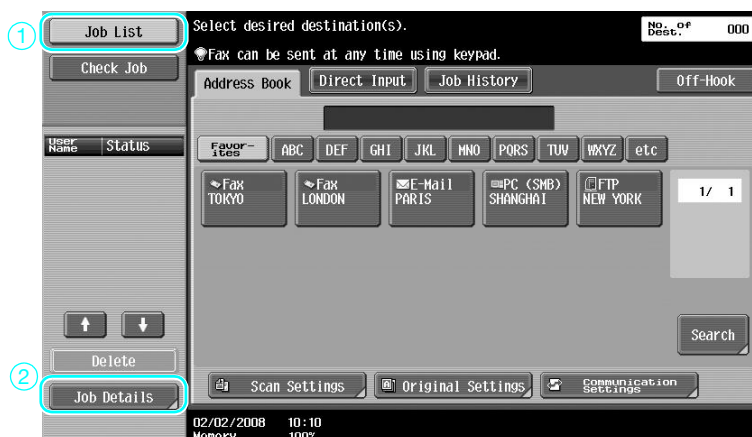 1
Job List
Check Job
User Name Status
Delete
2
Job Details
Select desired destination(s).
No. of Dest. 000
Fax can be sent at any time using keypad.
Address Book Direct Input Job History Off-Hook
Favor-ites ABC DEF GHI JKL MNO PQRS TUV WXYZ etc
Fax TOKYO
Fax LONDON
E-Mail PARIS
PC (SMB) SHANGHAI
FTP NEW YORK
1/ 1
Search
Scan Settings Original Settings Communication Settings
02/02/2008 10:10
Memory 100%